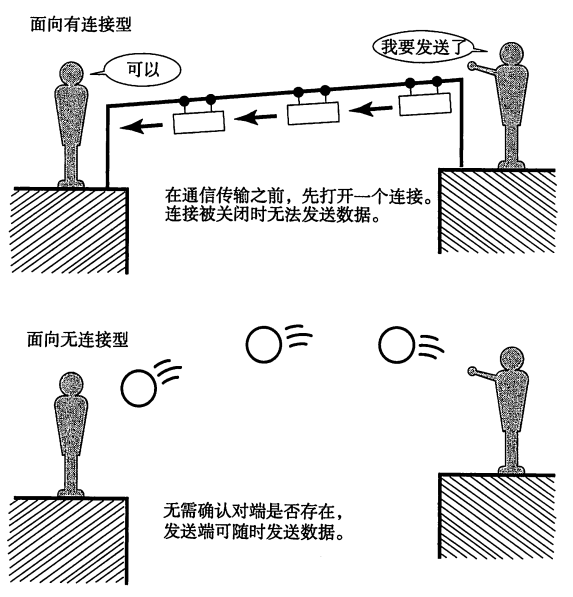 面向有连接型
我要发送了
可以
在通信传输之前，先打开一个连接。
连接被关闭时无法发送数据。
面向无连接型
无需确认对端是否存在，
发送端可随时发送数据。